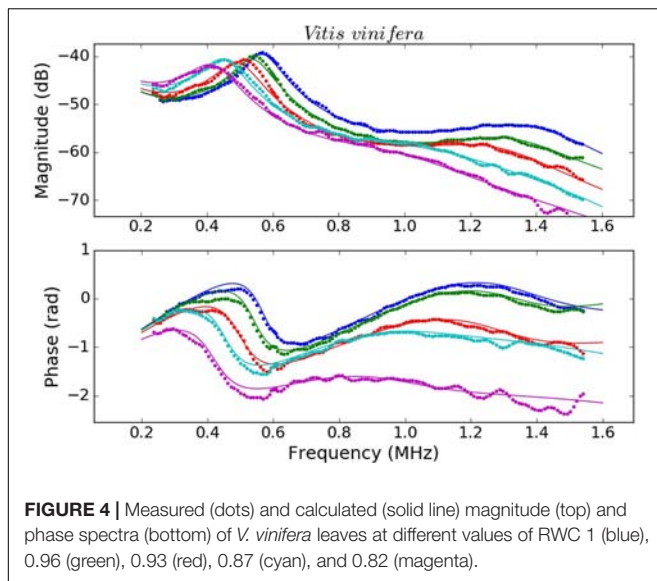 Vitis vinifera
−40
−50
−60
−70
Magnitude (dB)
0.2 0.4 0.6 0.8 1.0 1.2 1.4 1.6
1
0
−1
−2
Phase (rad)
0.2 0.4 0.6 0.8 1.0 1.2 1.4 1.6
Frequency (MHz)
FIGURE 4 | Measured (dots) and calculated (solid line) magnitude (top) and
phase spectra (bottom) of V. vinifera leaves at different values of RWC 1 (blue),
0.96 (green), 0.93 (red), 0.87 (cyan), and 0.82 (magenta).